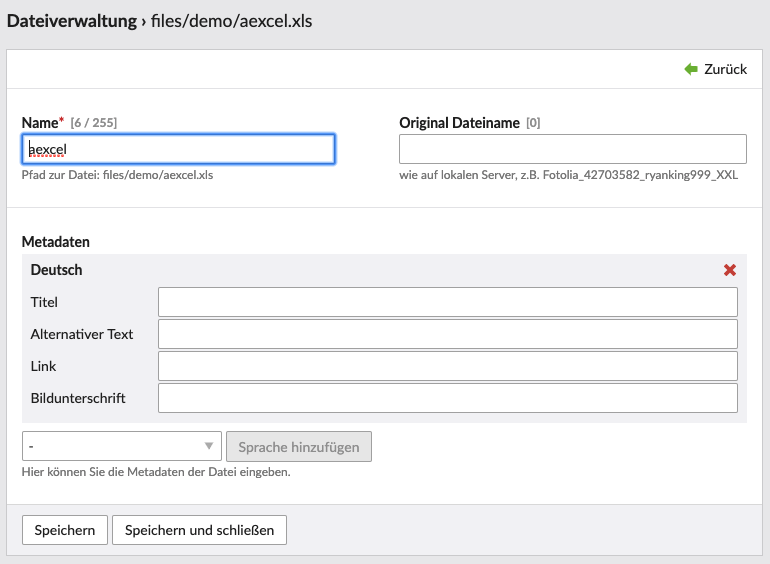 Dateiverwaltung › files/demo/aexcel.xls
Zurück
Name* [6 / 255]
Original Dateiname [0]
aexcel
Pfad zur Datei: files/demo/aexcel.xls
wie auf lokalen Server, z.B. Fotolia_42703582_ryanking999_XXL
Metadaten
Deutsch
Titel
Alternativer Text
Link
Bildunterschrift
-
Sprache hinzufügen
Hier können Sie die Metadaten der Datei eingeben.
Speichern
Speichern und schließen